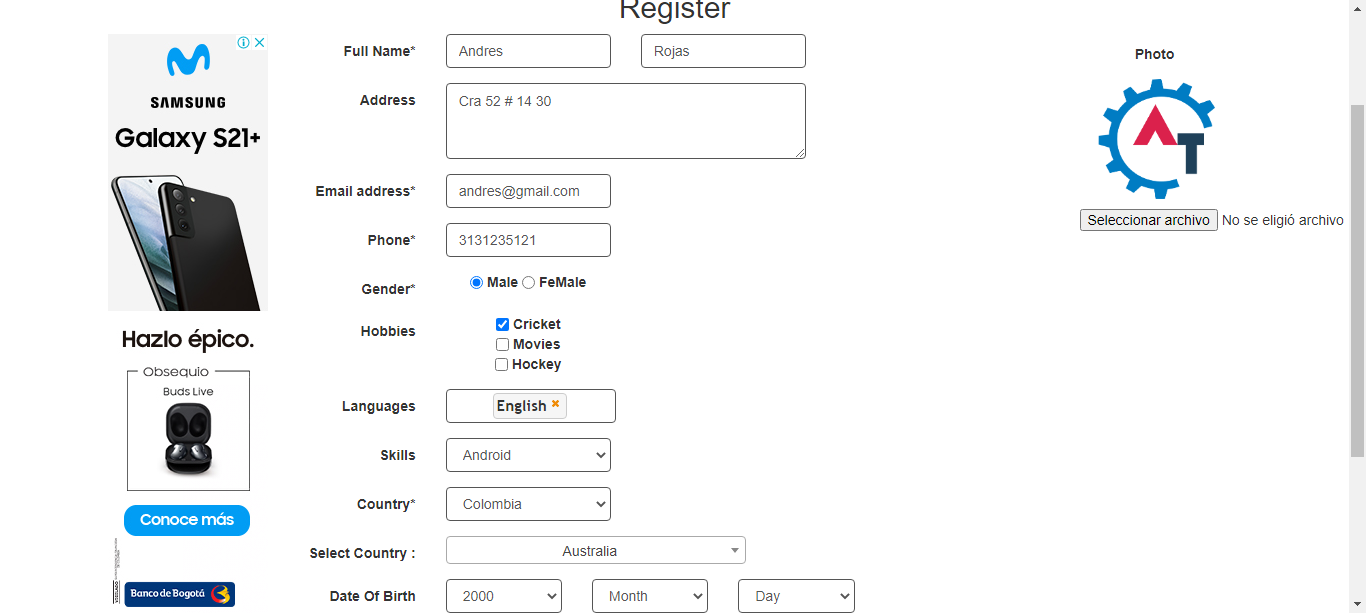 Register
SAMSUNG
Galaxy S21+
Hazlo épico.
Obsequio
Buds Live
Conoce más
Banco de Bogotá
Full Name* Andres Rojas
Address Cra 52 # 14 30
Email address* andres@gmail.com
Phone* 3131235121
Gender* Male FeMale
Hobbies Cricket
Movies
Hockey
Languages English
Skills Android
Country* Colombia
Select Country : Australia
Date Of Birth 2000 Month Day
Photo
AT
Seleccionar archivo No se eligió archivo